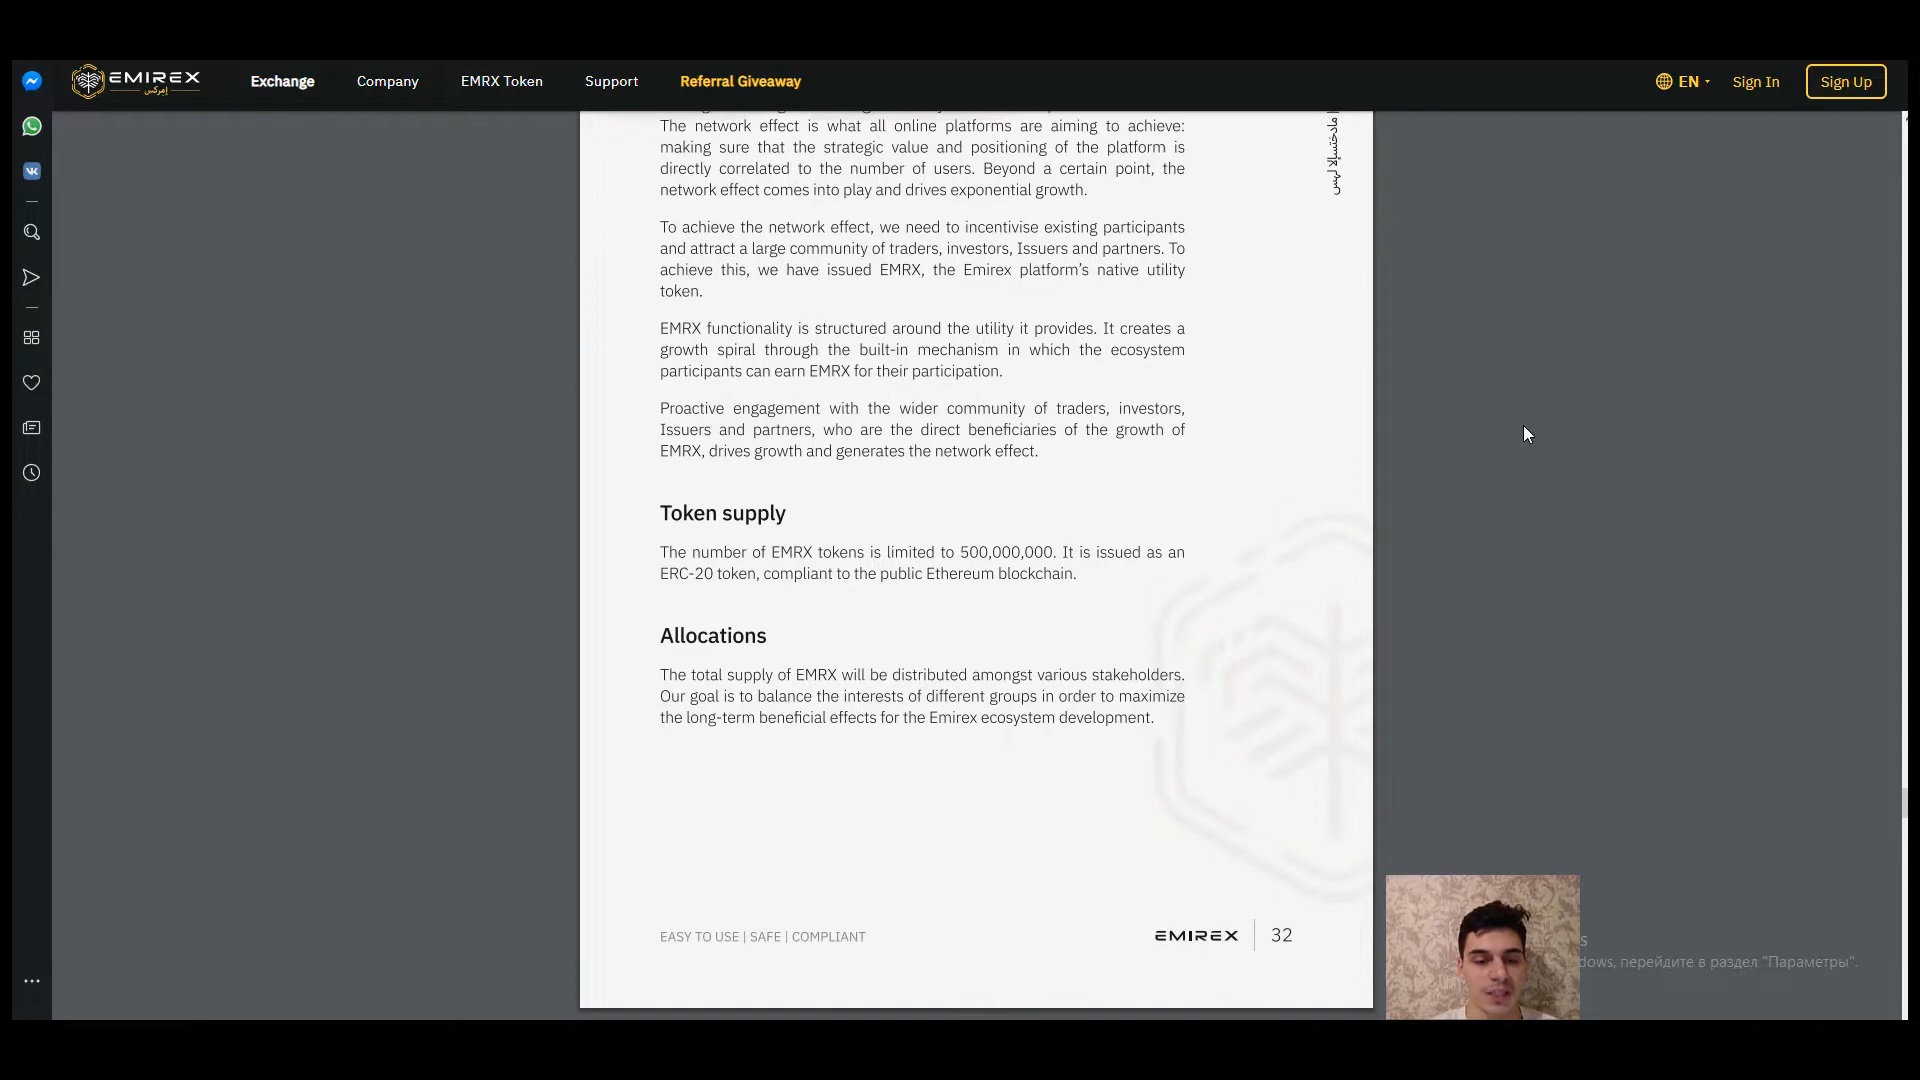 EMIREX
إمركس
Exchange
Company
EMRX Token
Support
Referral Giveaway
EN
Sign In
Sign Up
The network effect is what all online platforms are aiming to achieve:
making sure that the strategic value and positioning of the platform is
directly correlated to the number of users. Beyond a certain point, the
network effect comes into play and drives exponential growth.
To achieve the network effect, we need to incentivise existing participants
and attract a large community of traders, investors, Issuers and partners. To
achieve this, we have issued EMRX, the Emirex platform’s native utility
token.
EMRX functionality is structured around the utility it provides. It creates a
growth spiral through the built-in mechanism in which the ecosystem
participants can earn EMRX for their participation.
Proactive engagement with the wider community of traders, investors,
Issuers and partners, who are the direct beneficiaries of the growth of
EMRX, drives growth and generates the network effect.
Token supply
The number of EMRX tokens is limited to 500,000,000. It is issued as an
ERC-20 token, compliant to the public Ethereum blockchain.
Allocations
The total supply of EMRX will be distributed amongst various stakeholders.
Our goal is to balance the interests of different groups in order to maximize
the long-term beneficial effects for the Emirex ecosystem development.
EASY TO USE | SAFE | COMPLIANT
EMIREX
32
s
dows, перейдите в раздел "Параметры".